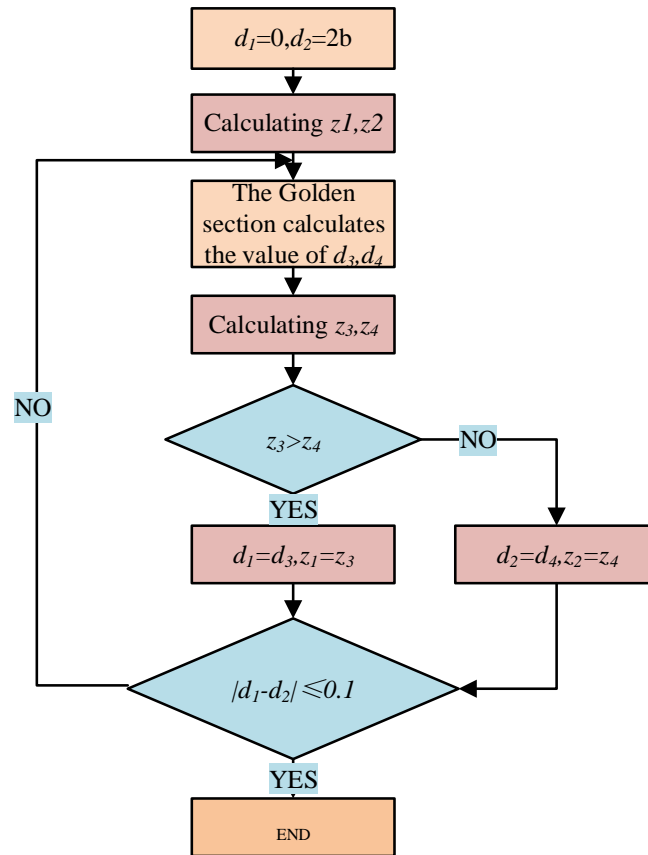 d₁=0,d₂=2b
Calculating z1,z2
The Golden
section calculates
the value of d₃,d₄
Calculating z₃,z₄
NO
z₃>z₄
NO
YES
d₁=d₃,z₁=z₃
d₂=d₄,z₂=z₄
|d₁-d₂|≤0.1
YES
END